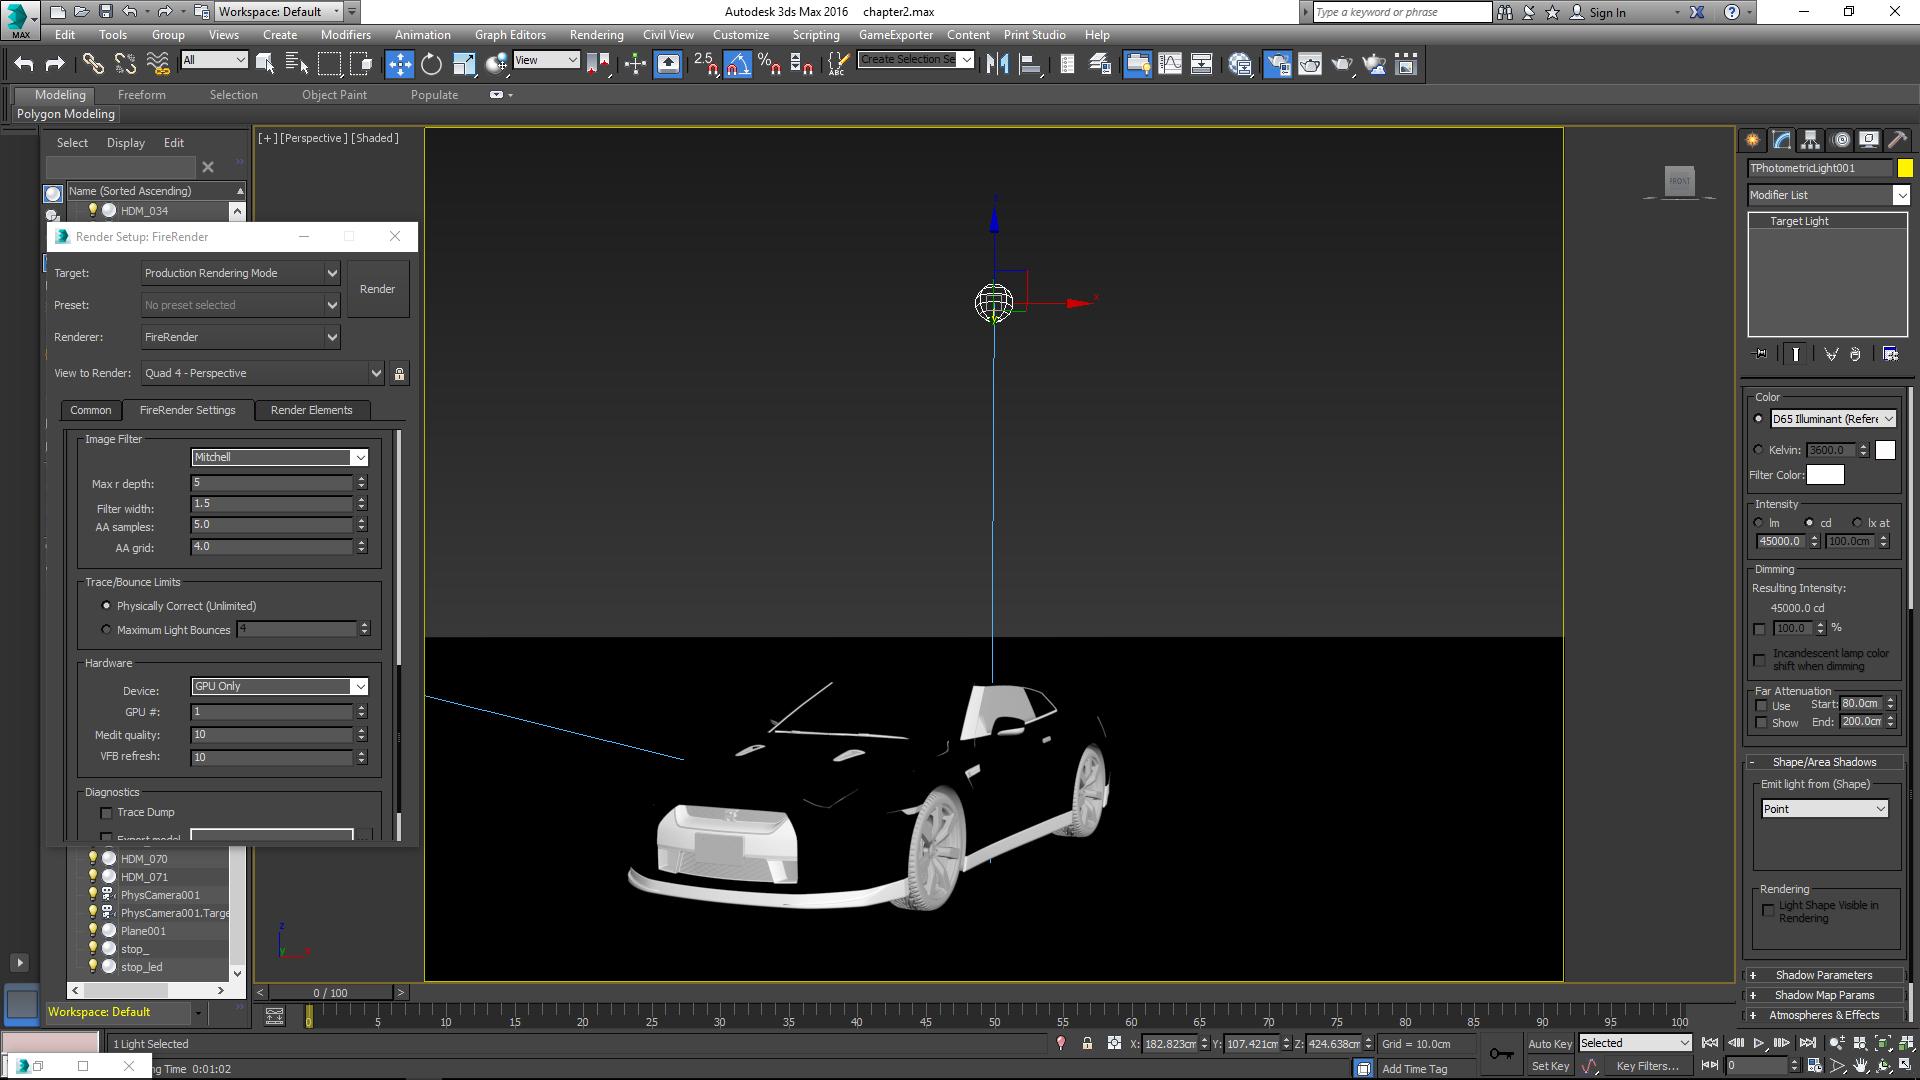 Workspace: Default
Autodesk 3ds Max 2016 chapter2.max
Type a keyword or phrase
Sign In
MAX
Edit Tools Group Views Create Modifiers Animation Graph Editors Rendering Civil View Customize Scripting GameExporter Content Print Studio Help
All
View
2.5
Create Selection Se
Modeling Freeform Selection Object Paint Populate
Polygon Modeling
Select Display Edit
Name (Sorted Ascending)
HDM_034
[+] [Perspective] [Shaded]
FRONT
Render Setup: FireRender
Target: Production Rendering Mode
Render
Preset: No preset selected
Renderer: FireRender
View to Render: Quad 4 - Perspective
Common FireRender Settings Render Elements
Image Filter
Mitchell
Max r depth: 5
Filter width: 1.5
AA samples: 5.0
AA grid: 4.0
Trace/Bounce Limits
Physically Correct (Unlimited)
Maximum Light Bounces 4
Hardware
Device: GPU Only
GPU #: 1
Medit quality: 10
VFB refresh: 10
Diagnostics
Trace Dump
Export model
HDM_070
HDM_071
PhysCamera001
PhysCamera001.Targe
Plane001
stop_
stop_led
Workspace: Default
z
x
y
x
z
y
x
TPhotometricLight001
Modifier List
Target Light
Color
D65 Illuminant (Refere
Kelvin: 3600.0
Filter Color:
Intensity
lm cd lx at
45000.0 100.0cm
Dimming
Resulting Intensity:
45000.0 cd
100.0 %
Incandescent lamp color
shift when dimming
Far Attenuation
Use Start: 80.0cm
Show End: 200.0cm
- Shape/Area Shadows
Emit light from (Shape)
Point
Rendering
Light Shape Visible in
Rendering
+ Shadow Parameters
+ Shadow Map Params
+ Atmospheres & Effects
< 0 / 100 >
0 5 10 15 20 25 30 35 40 45 50 55 60 65 70 75 80 85 90 95 100
1 Light Selected
X: 182.823cm Y: 107.421cm Z: 424.638cm Grid = 10.0cm
Auto Key Selected
ng Time 0:01:02
Add Time Tag
Set Key Key Filters...
0